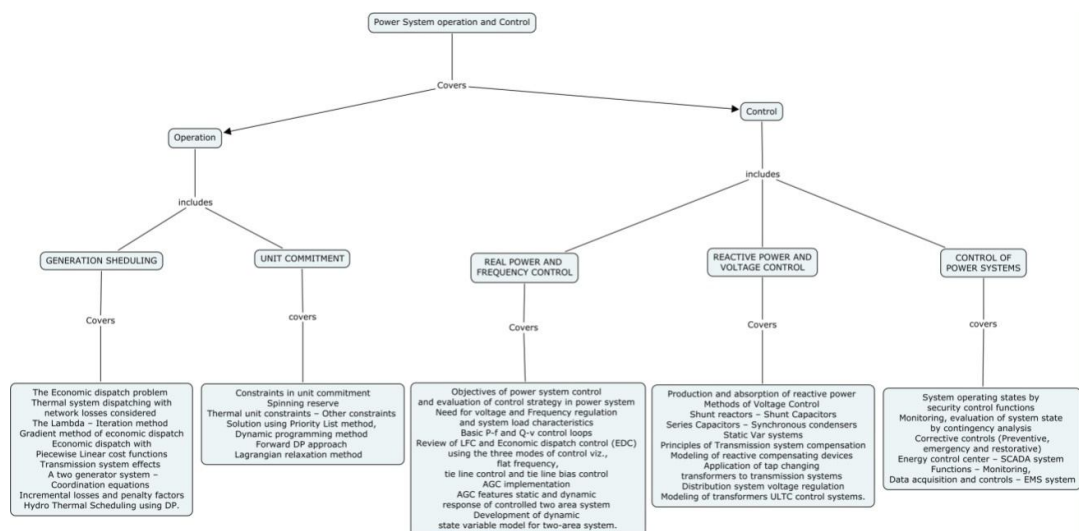 Power System operation and Control
Covers
Operation
Control
includes
includes
GENERATION SHEDULING
UNIT COMMITMENT
REAL POWER AND
FREQUENCY CONTROL
REACTIVE POWER AND
VOLTAGE CONTROL
CONTROL OF
POWER SYSTEMS
Covers
covers
Covers
Covers
covers
The Economic dispatch problem
Thermal system dispatching with
network losses considered
The Lambda – Iteration method
Gradient method of economic dispatch
Economic dispatch with
Piecewise Linear cost functions
Transmission system effects
A two generator system –
Coordination equations
Incremental losses and penalty factors
Hydro Thermal Scheduling using DP.
Constraints in unit commitment
Spinning reserve
Thermal unit constraints – Other constraints
Solution using Priority List method,
Dynamic programming method
Forward DP approach
Lagrangian relaxation method
Objectives of power system control
and evaluation of control strategy in power system
Need for voltage and Frequency regulation
and system load characteristics
Basic P-f and Q-v control loops
Review of LFC and Economic dispatch control (EDC)
using the three modes of control viz.,
flat frequency,
tie line control and tie line bias control
AGC implementation
AGC features static and dynamic
response of controlled two area system
Development of dynamic
state variable model for two-area system.
Production and absorption of reactive power
Methods of Voltage Control
Shunt reactors – Shunt Capacitors
Series Capacitors – Synchronous condensers
Static Var systems
Principles of Transmission system compensation
Modeling of reactive compensating devices
Application of tap changing
transformers to transmission systems
Distribution system voltage regulation
Modeling of transformers ULTC control systems.
System operating states by
security control functions
Monitoring, evaluation of system state
by contingency analysis
Corrective controls (Preventive,
emergency and restorative)
Energy control center – SCADA system
Functions – Monitoring,
Data acquisition and controls – EMS system